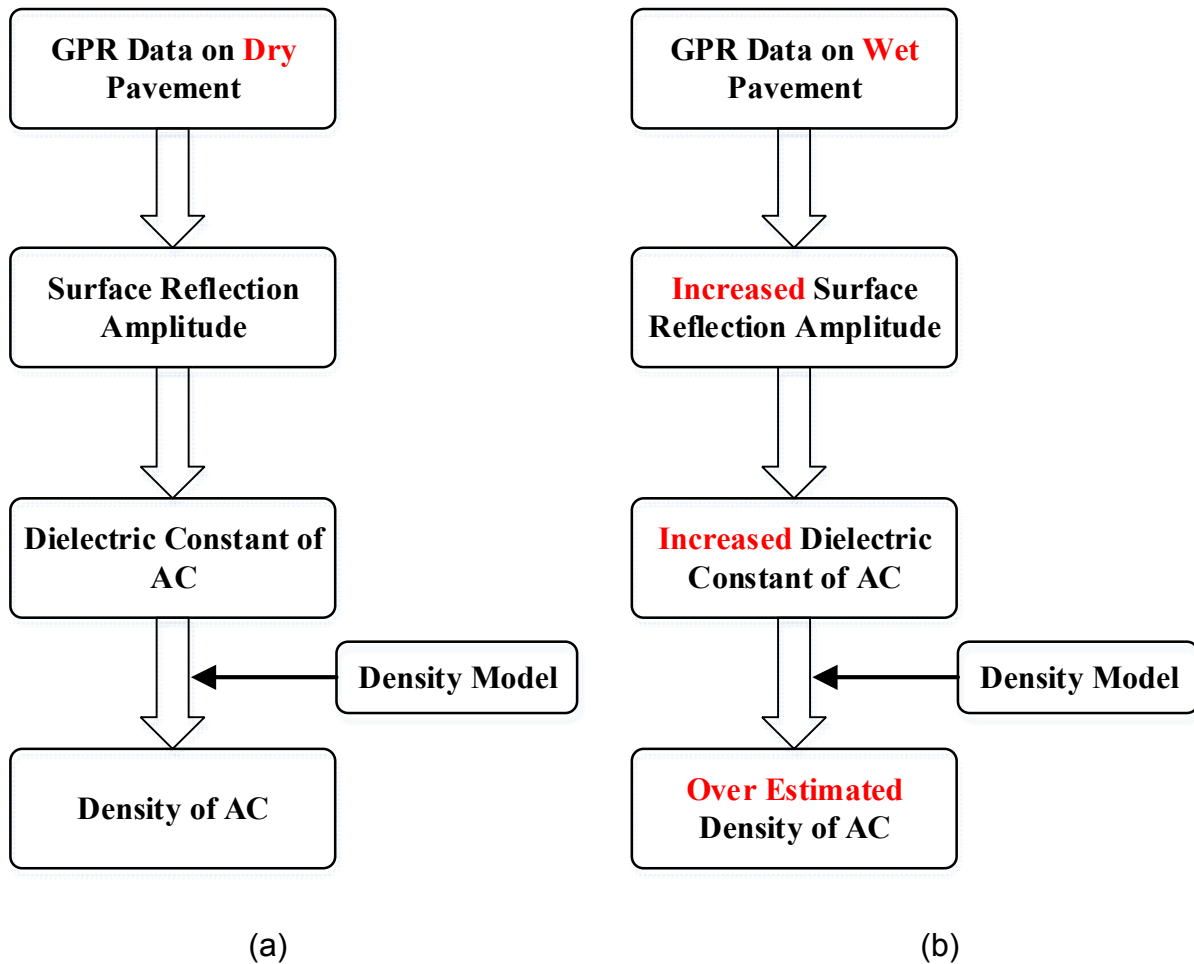 GPR Data on Dry
Pavement
Surface Reflection
Amplitude
Dielectric Constant of
AC
Density Model
Density of AC
(a)
GPR Data on Wet
Pavement
Increased Surface
Reflection Amplitude
Increased Dielectric
Constant of AC
Density Model
Over Estimated
Density of AC
(b)